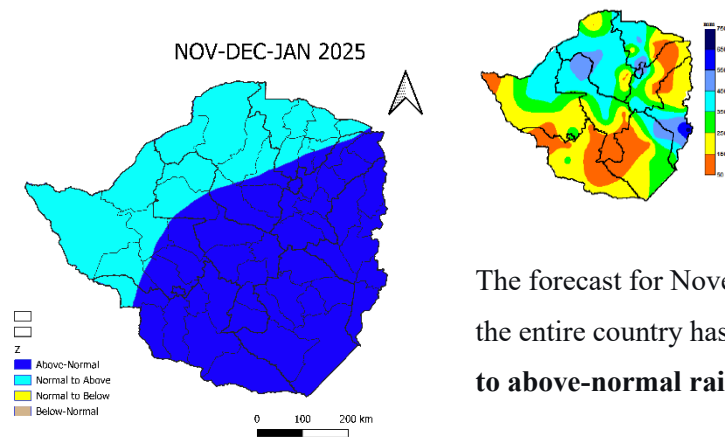 NOV-DEC-JAN 2025
Z
Above-Normal
Normal to Above
Normal to Below
Below-Normal
0 100 200 km
The forecast for Nove
the entire country has
to above-normal rai